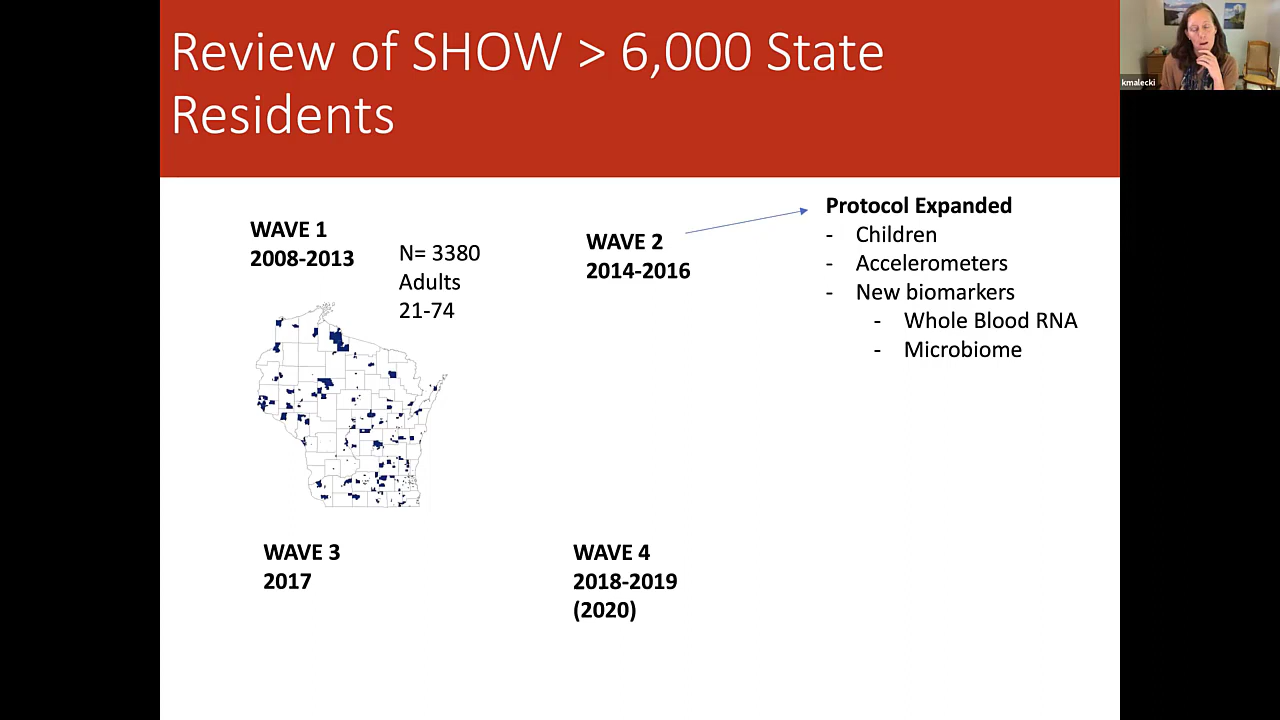 Review of SHOW > 6,000 State
Residents
kmalecki
WAVE 1
2008-2013
N= 3380
Adults
21-74
WAVE 2
2014-2016
Protocol Expanded
- Children
- Accelerometers
- New biomarkers
- Whole Blood RNA
- Microbiome
WAVE 3
2017
WAVE 4
2018-2019
(2020)